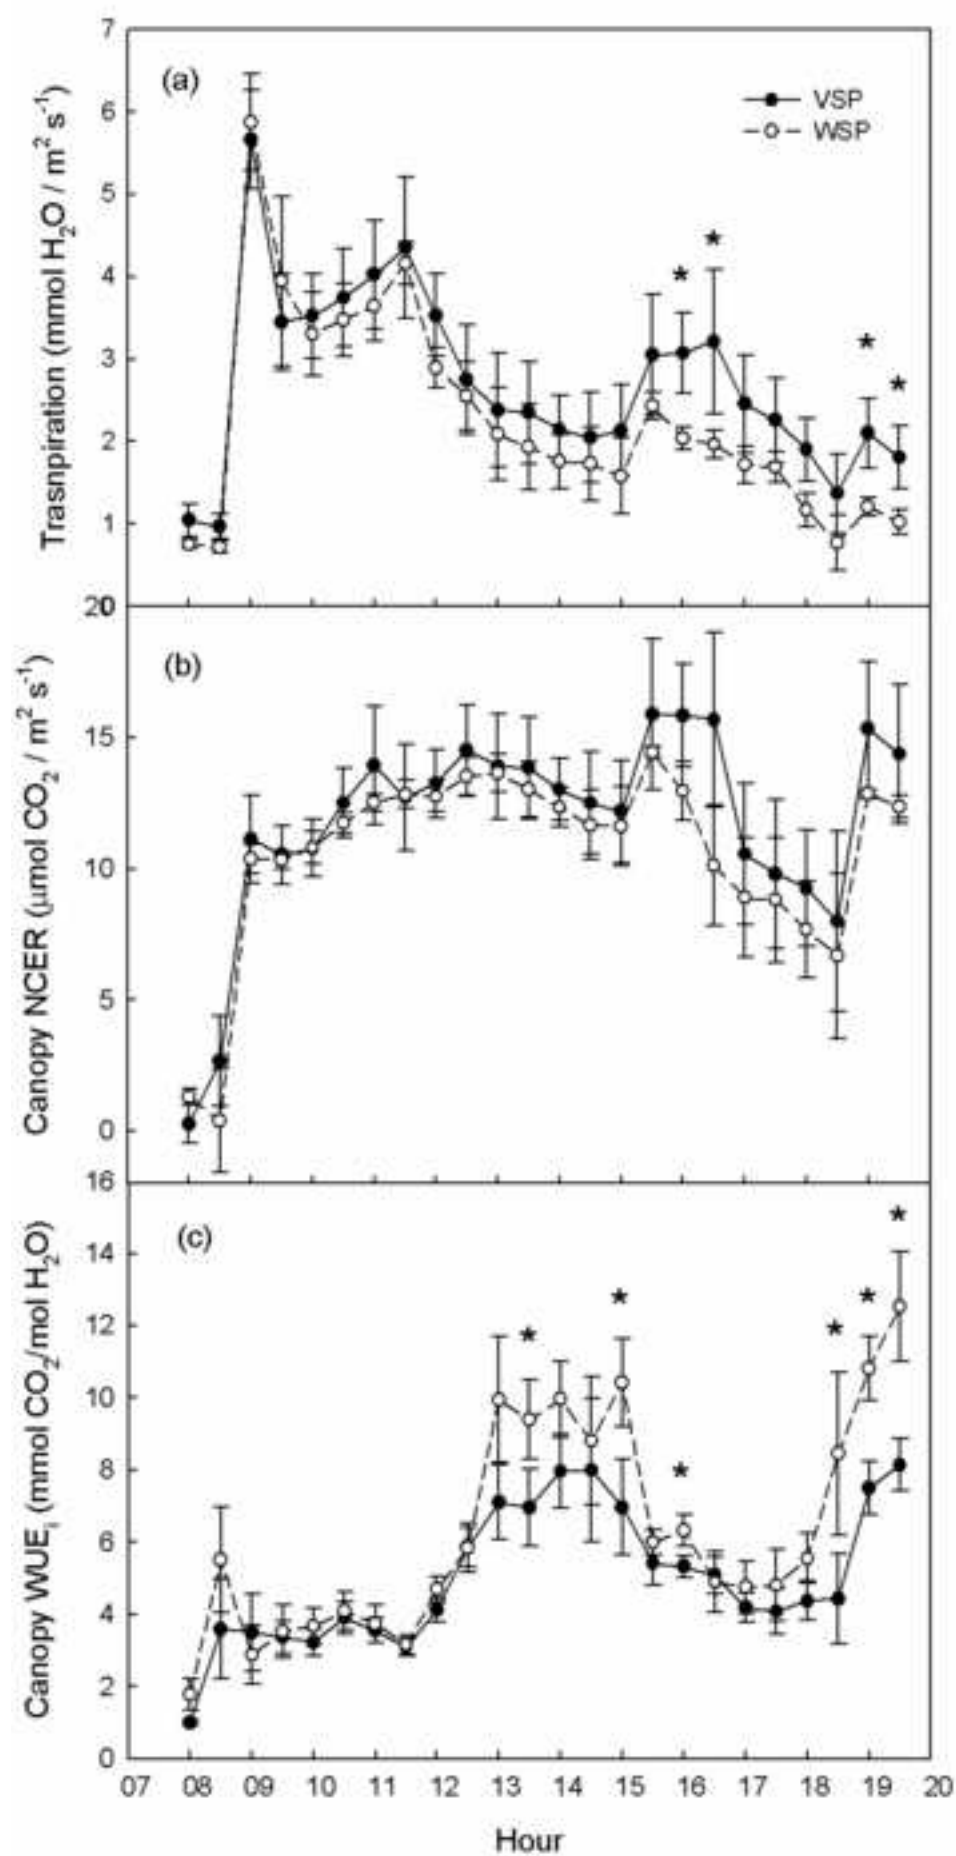 7
(a)
VSP
WSP
6
5
4
3
2
1
Trasnpiration (mmol H₂O / m² s⁻¹)
0
20
(b)
15
10
5
0
Canopy NCER (μmol CO₂ / m² s⁻¹)
16
(c)
14
12
10
8
6
4
2
0
Canopy WUEᵢ (mmol CO₂/mol H₂O)
07 08 09 10 11 12 13 14 15 16 17 18 19 20
Hour